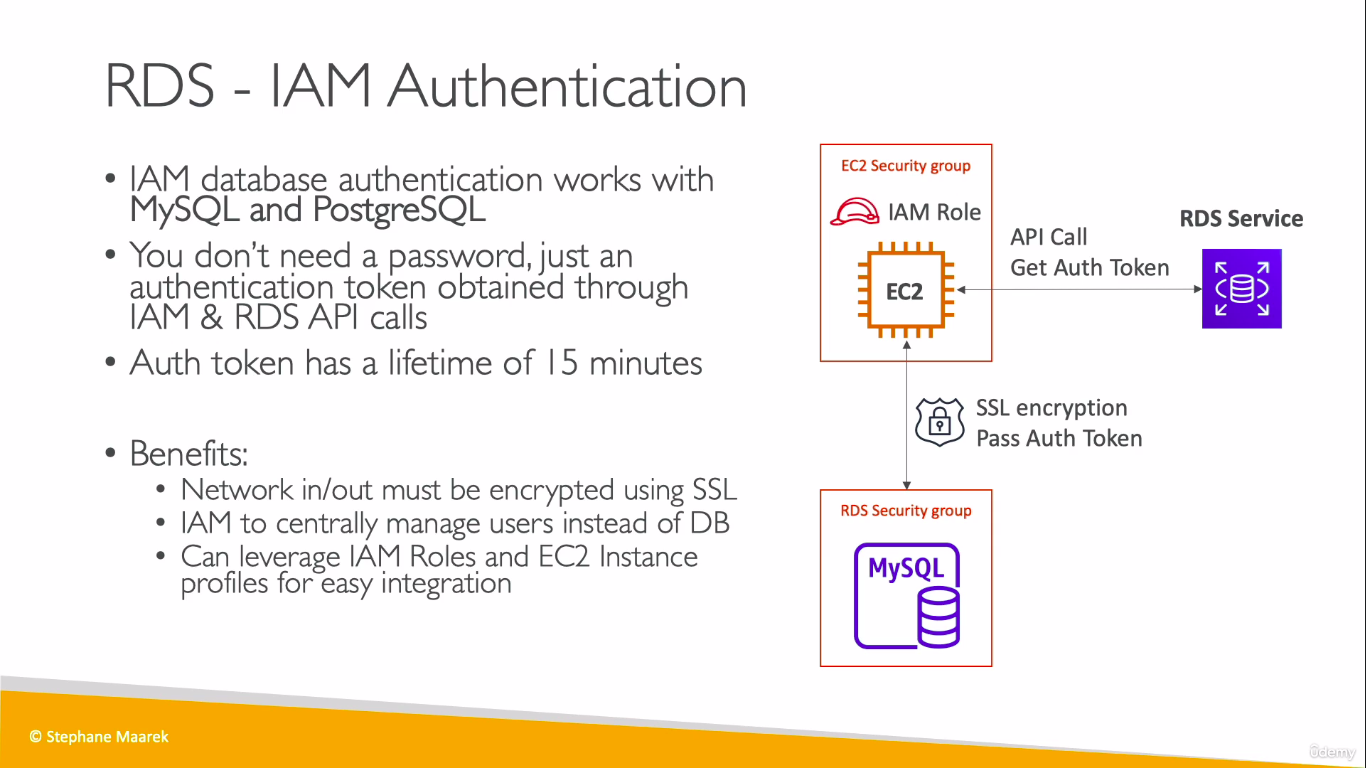 RDS - IAM Authentication
• IAM database authentication works with
MySQL and PostgreSQL
• You don't need a password, just an
authentication token obtained through
IAM & RDS API calls
• Auth token has a lifetime of 15 minutes
• Benefits:
• Network in/out must be encrypted using SSL
• IAM to centrally manage users instead of DB
• Can leverage IAM Roles and EC2 Instance
profiles for easy integration
EC2 Security group
IAM Role
EC2
API Call
Get Auth Token
RDS Service
SSL encryption
Pass Auth Token
RDS Security group
MySQL
© Stephane Maarek
ûdemy